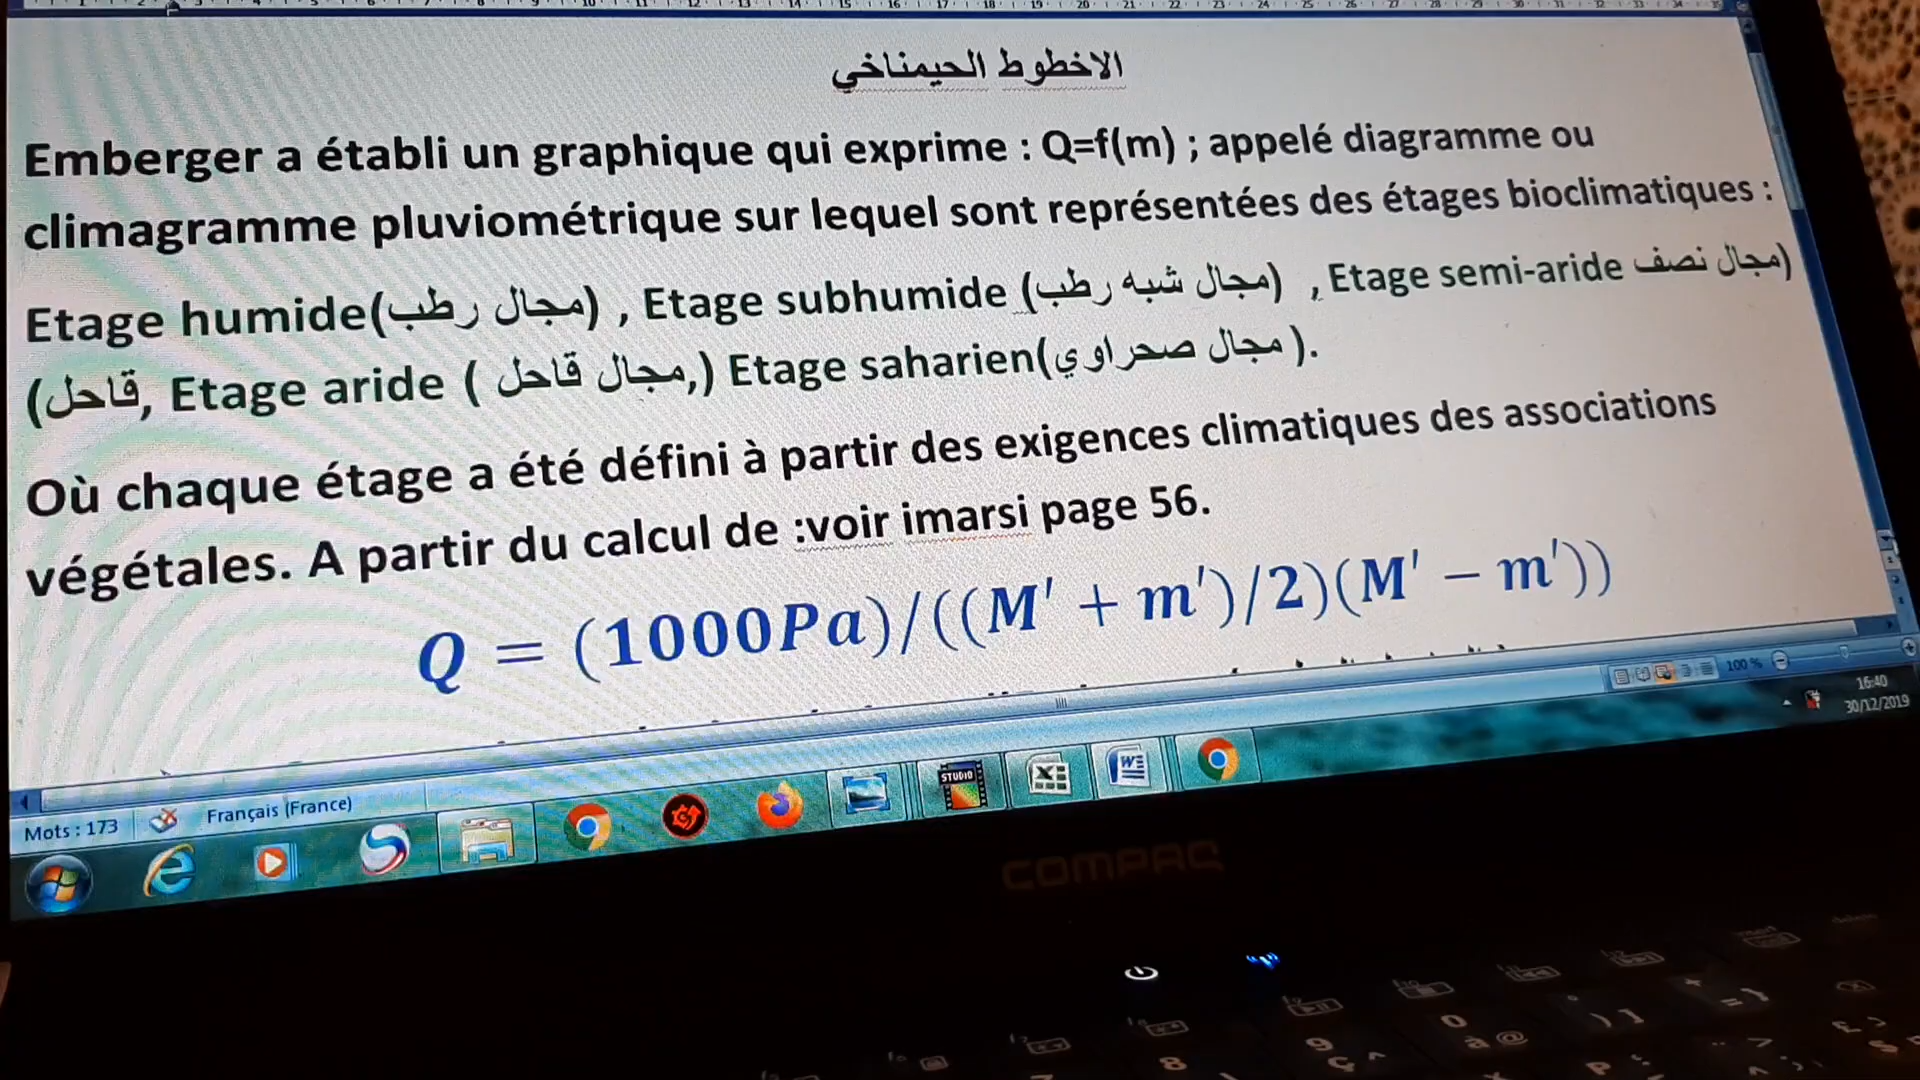 الاخطوط الحيمناخي
Emberger a établi un graphique qui exprime : Q=f(m) ; appelé diagramme ou
climagramme pluviométrique sur lequel sont représentées des étages bioclimatiques :
Etage humide(مجال رطب) , Etage subhumide (مجال شبه رطب) , Etage semi-aride مجال نصف)
(قاحل, Etage aride ( مجال قاحل,) Etage saharien(مجال صحراوي ).
Où chaque étage a été défini à partir des exigences climatiques des associations
végétales. A partir du calcul de :voir imarsi page 56.
Q = (1000Pa)/((M' + m')/2)(M' − m'))
100 %
16:40
30/12/2019
Mots : 173
Français (France)
STUDIO
COMPAQ